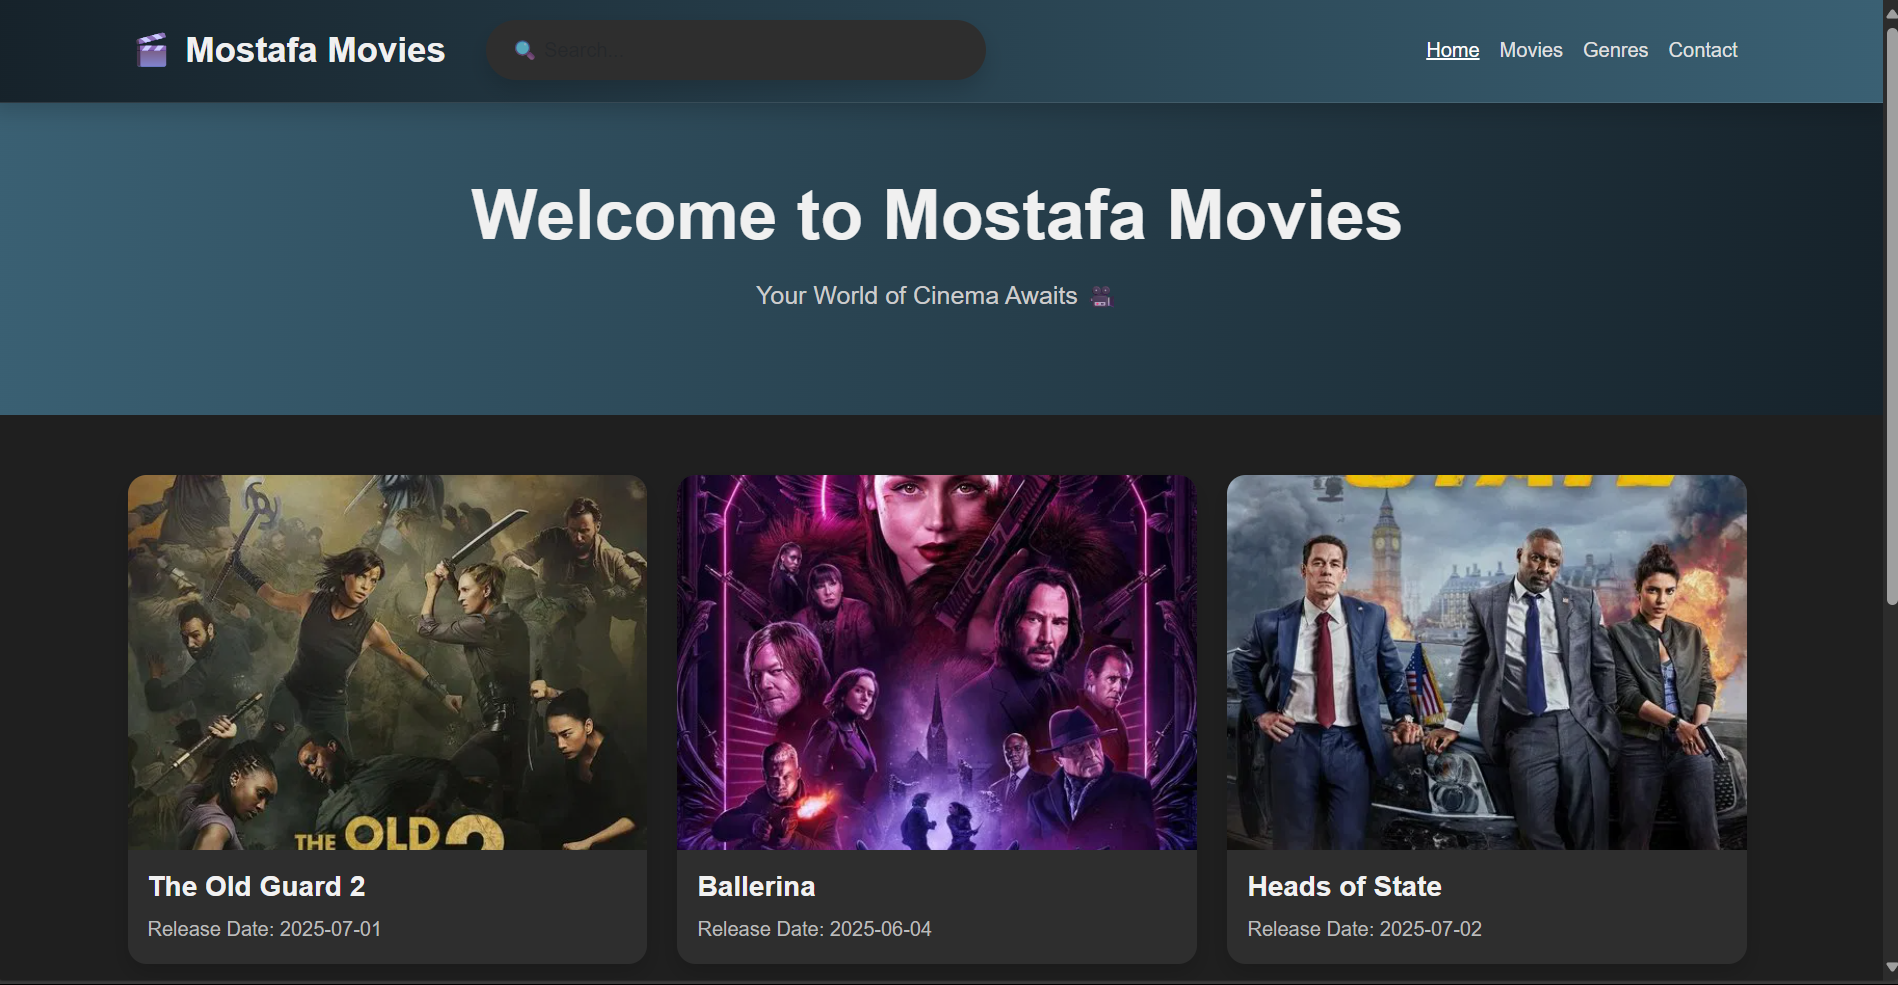 Mostafa Movies
Search...
Home
Movies
Genres
Contact
Welcome to Mostafa Movies
Your World of Cinema Awaits
THE OLD
The Old Guard 2
Release Date: 2025-07-01
Ballerina
Release Date: 2025-06-04
Heads of State
Release Date: 2025-07-02